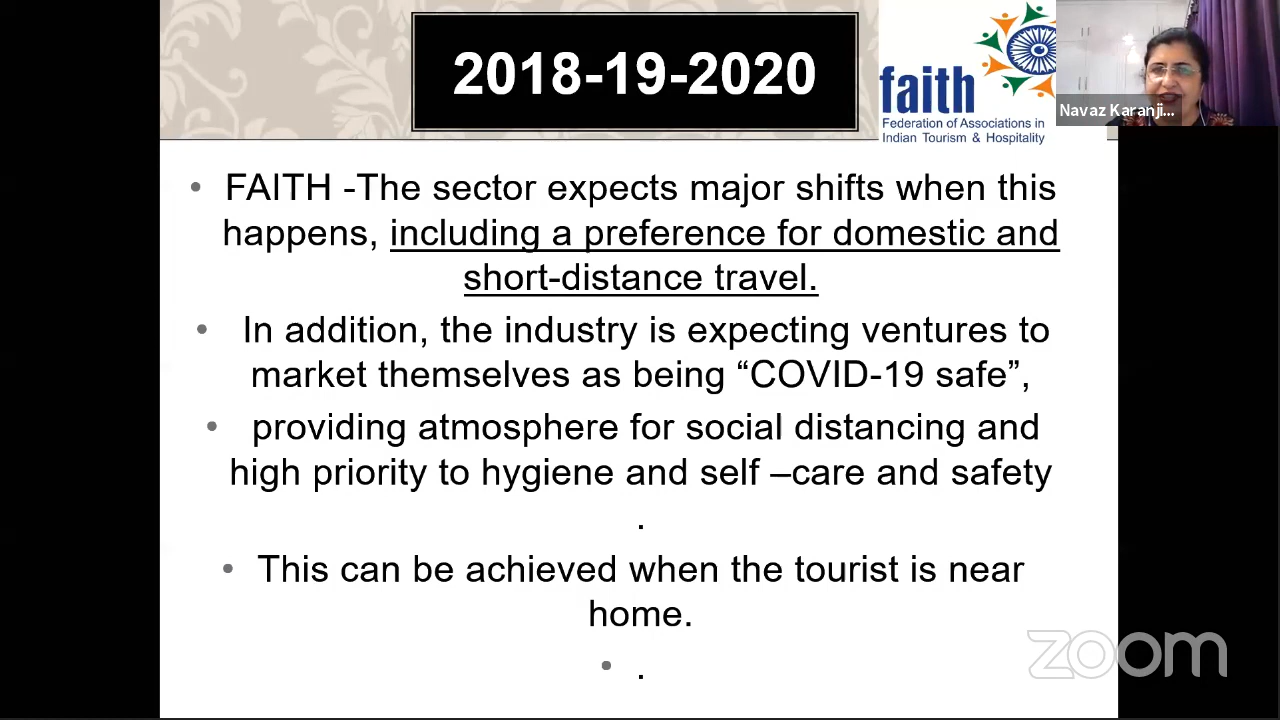 2018-19-2020
faith
Federation of Associations in
Indian Tourism & Hospitality
Navaz Karanji...
• FAITH -The sector expects major shifts when this
happens, including a preference for domestic and
short-distance travel.
• In addition, the industry is expecting ventures to
market themselves as being “COVID-19 safe”,
• providing atmosphere for social distancing and
high priority to hygiene and self –care and safety
.
• This can be achieved when the tourist is near
home.
• .
zoom